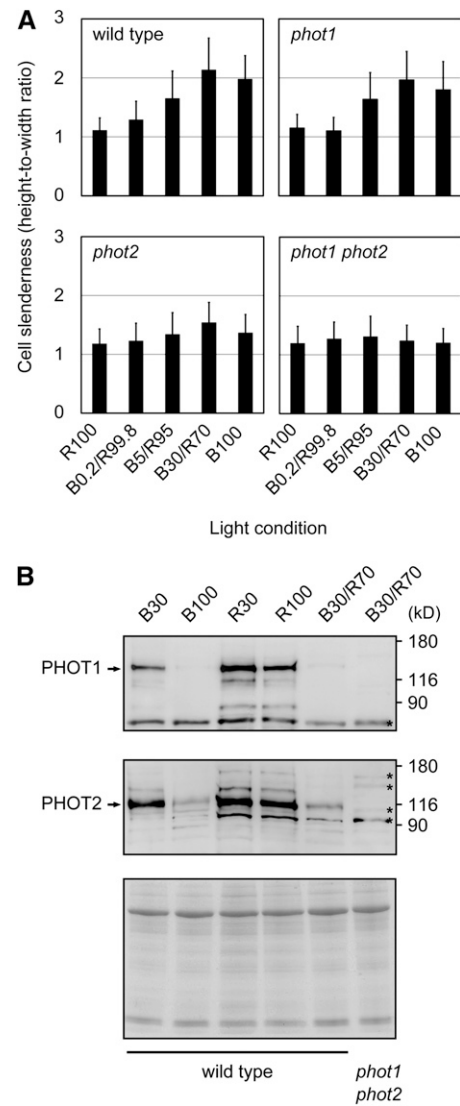 A
Cell slenderness (height-to-width ratio)
3
2
1
0
wild type
phot1
3
2
1
0
phot2
phot1 phot2
R100
B0.2/R99.8
B5/R95
B30/R70
B100
R100
B0.2/R99.8
B5/R95
B30/R70
B100
Light condition
B
B30
B100
R30
R100
B30/R70
B30/R70
(kD)
PHOT1
180
116
90
*
PHOT2
180
*
*
116
*
90
*
wild type
phot1
phot2